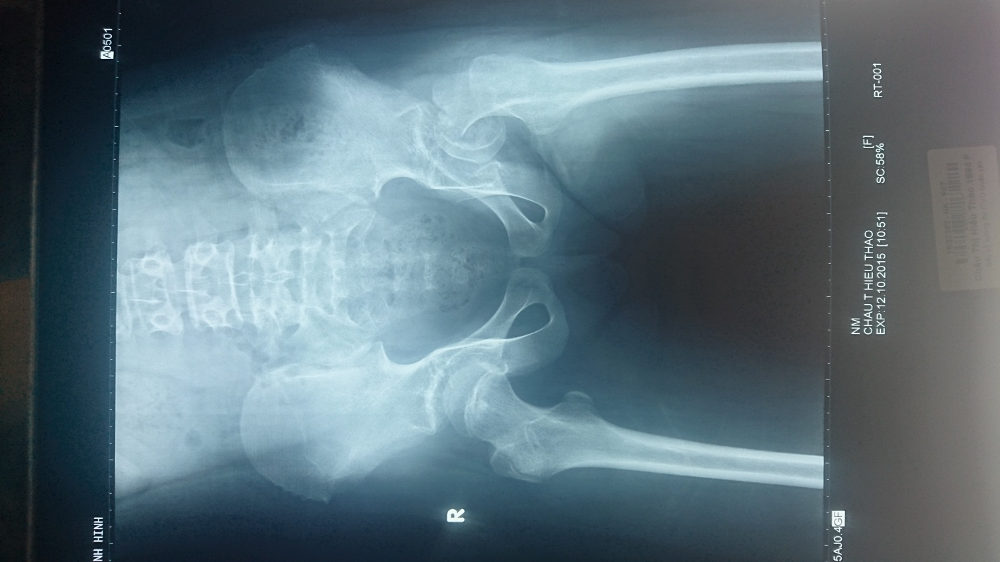 A0501
NH HINH
R
5AJ0.4GF
NM
CHAU T HIEU THAO [F]
EXP:12.10.2015 [10:51] SC:58% RT-001